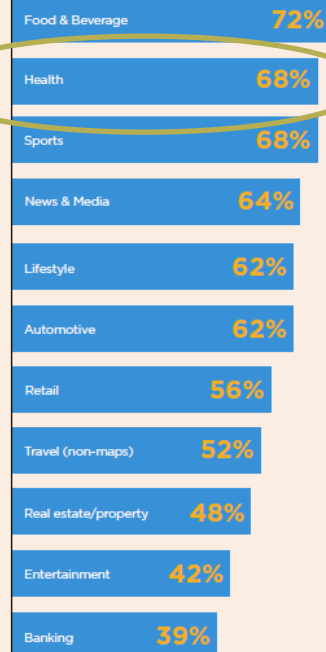 Food & Beverage 72%
Health 68%
Sports 68%
News & Media 64%
Lifestyle 62%
Automotive 62%
Retail 56%
Travel (non-maps) 52%
Real estate/property 48%
Entertainment 42%
Banking 39%